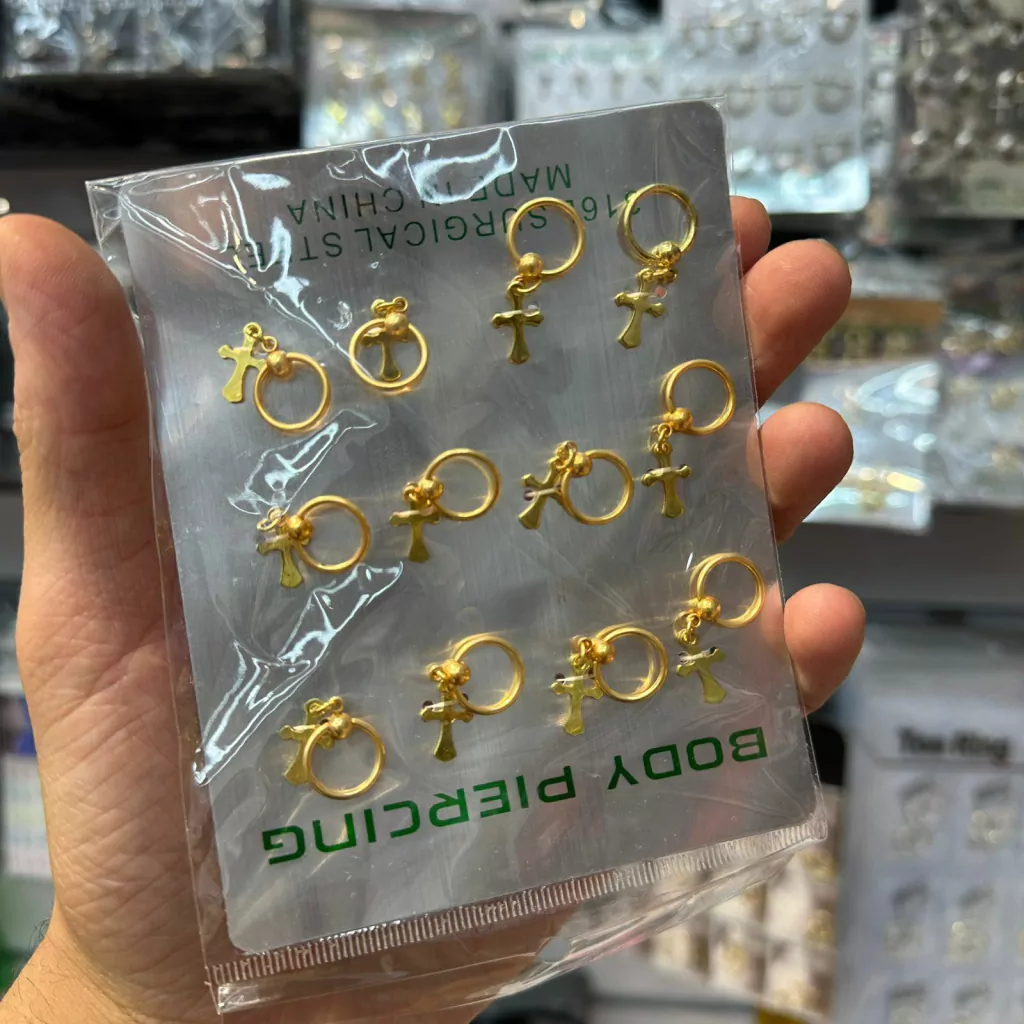 BODY PIERCING
316L SURGICAL STEEL
MADE IN CHINA
Toe Ring